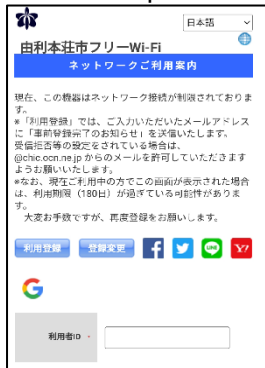 日本語
由利本荘市フリーWi-Fi
ネットワークご利用案内
現在、この機器はネットワーク接続が制限されておりま
す。
※「利用登録」では、ご入力いただいたメールアドレス
に「事前登録完了のお知らせ」を送信いたします。
受信拒否等の設定をされている場合は、
@chic.ocn.ne.jp からのメールを許可していただきます
ようお願いいたします。
※なお、現在ご利用中の方でこの画面が表示された場合
は、利用期限（180日）が過ぎている可能性がありま
す。
大変お手数ですが、再度登録をお願いします。
利用登録 登録変更 f LINE Y!
G
利用者ID *